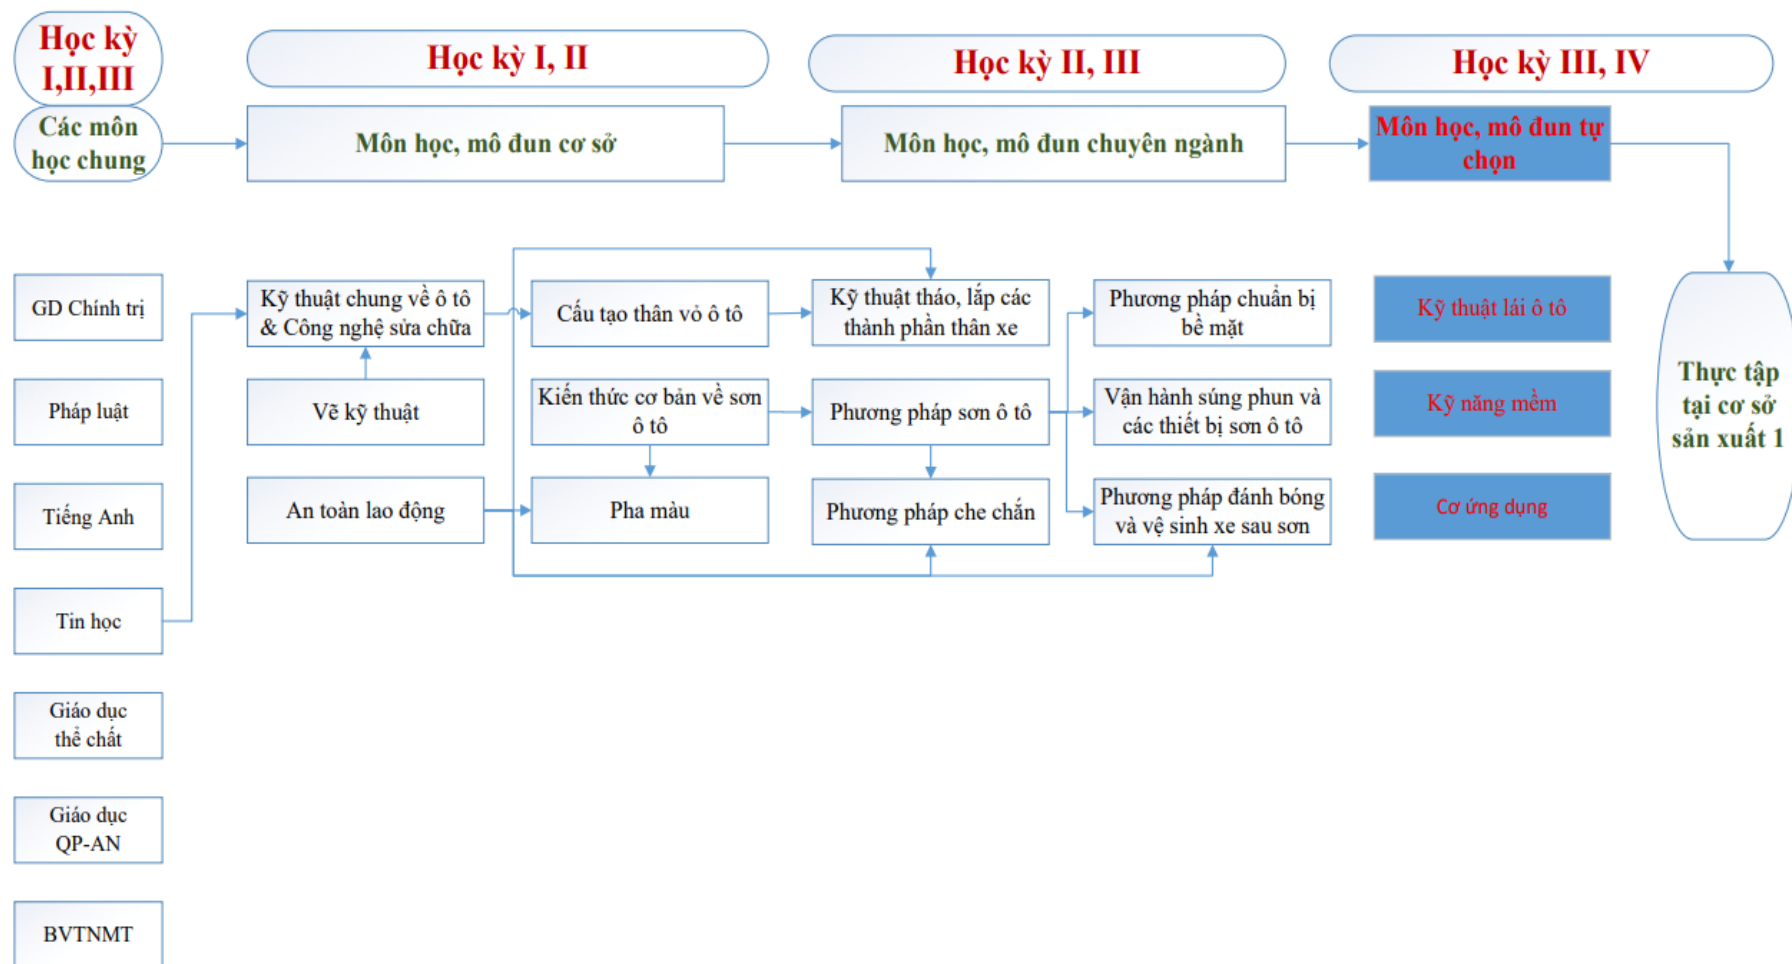 Học kỳ
I,II,III
Học kỳ I, II
Học kỳ II, III
Học kỳ III, IV
Các môn
học chung
Môn học, mô đun cơ sở
Môn học, mô đun chuyên ngành
Môn học, mô đun tự
chọn
GD Chính trị
Kỹ thuật chung về ô tô
& Công nghệ sửa chữa
Cấu tạo thân vỏ ô tô
Kỹ thuật tháo, lắp các
thành phần thân xe
Phương pháp chuẩn bị
bề mặt
Kỹ thuật lái ô tô
Pháp luật
Vẽ kỹ thuật
Kiến thức cơ bản về sơn
ô tô
Phương pháp sơn ô tô
Vận hành súng phun và
các thiết bị sơn ô tô
Kỹ năng mềm
Thực tập
tại cơ sở
sản xuất 1
Tiếng Anh
An toàn lao động
Pha màu
Phương pháp che chắn
Phương pháp đánh bóng
và vệ sinh xe sau sơn
Cơ ứng dụng
Tin học
Giáo dục
thể chất
Giáo dục
QP-AN
BVTNMT